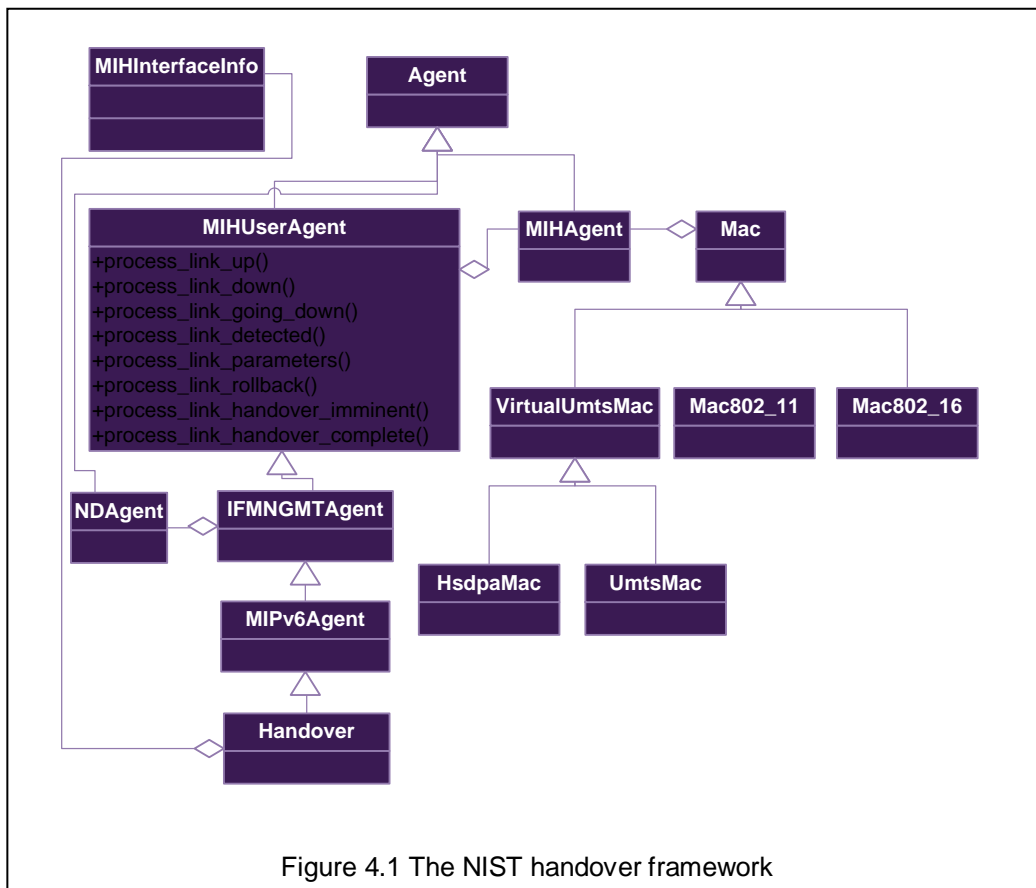 MIHInterfaceInfo
Agent
MIHUserAgent
+process_link_up()
+process_link_down()
+process_link_going_down()
+process_link_detected()
+process_link_parameters()
+process_link_rollback()
+process_link_handover_imminent()
+process_link_handover_complete()
MIHAgent
Mac
VirtualUmtsMac
Mac802_11
Mac802_16
NDAgent
IFMNGMTAgent
HsdpaMac
UmtsMac
MIPv6Agent
Handover
Figure 4.1 The NIST handover framework